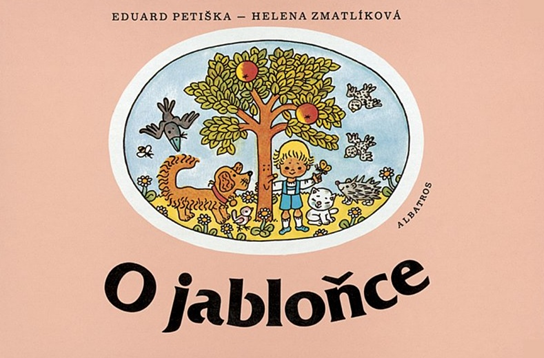 EDUARD PETIŠKA – HELENA ZMATLÍKOVÁ
ALBATROS
O jabloňce